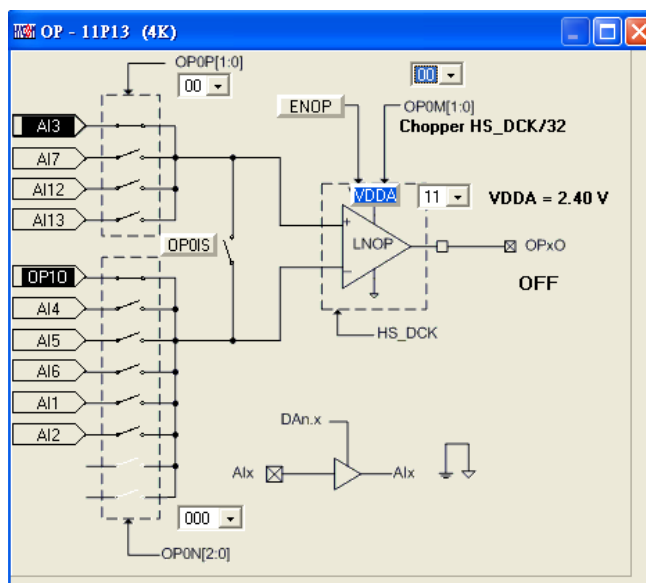 OP - 11P13 (4K)
OP0P[1:0]
00
00
AI3
ENOP
OP0M[1:0]
Chopper HS_DCK/32
AI7
AI12
VDDA
11
VDDA = 2.40 V
AI13
+
OP0IS
LNOP
OPxO
-
OP1O
OFF
AI4
AI5
HS_DCK
AI6
AI1
DAn.x
AI2
AIx
AIx
000
OP0N[2:0]